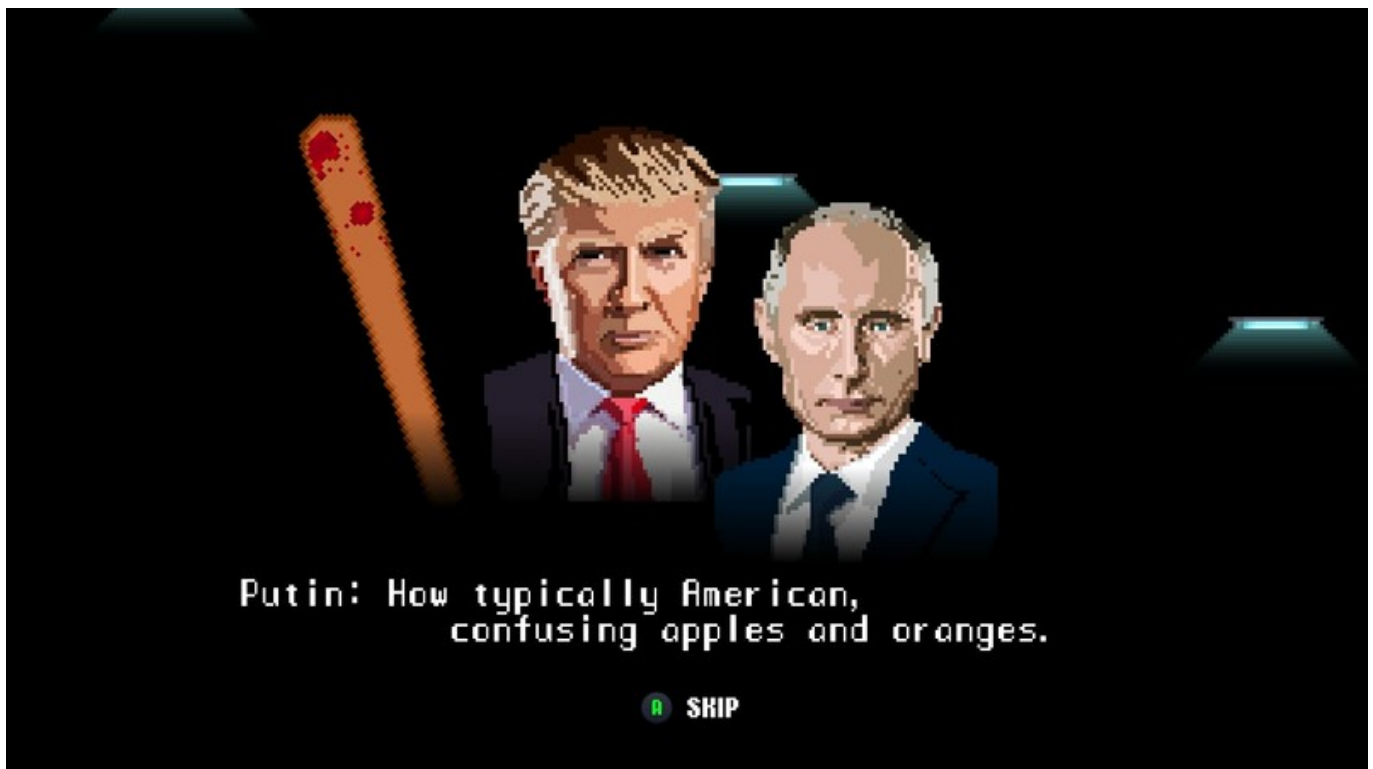 Putin: How typically American,
confusing apples and oranges.
A SKIP